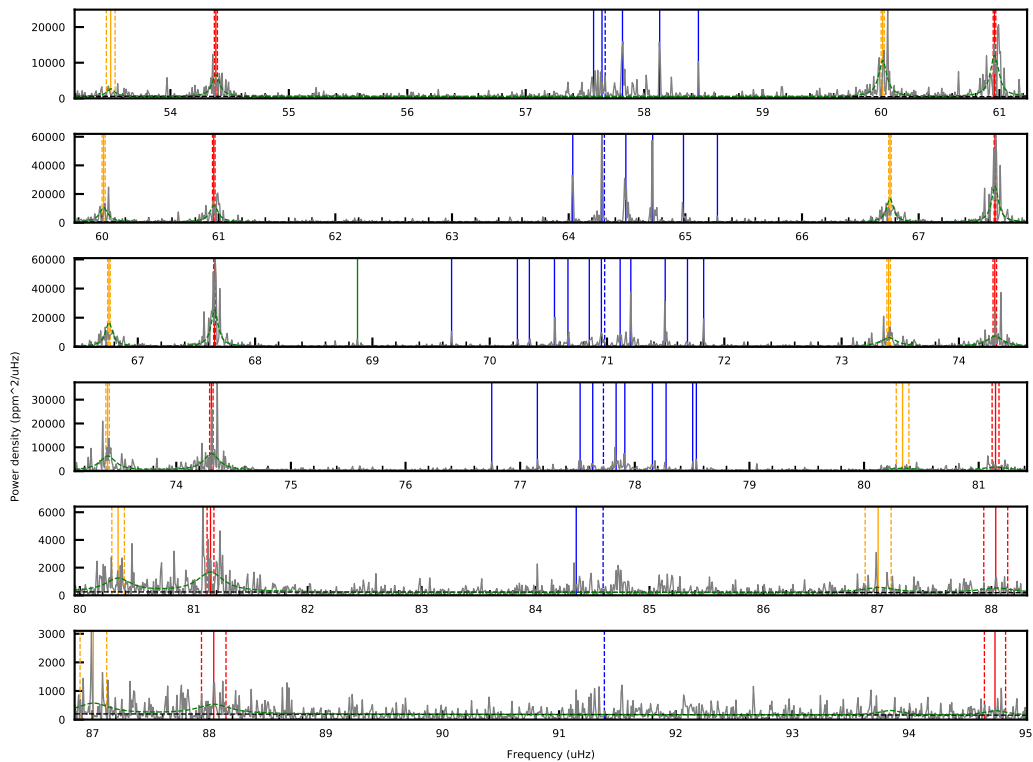 20000
10000
0
54 55 56 57 58 59 60 61
60000
40000
20000
0
60 61 62 63 64 65 66 67
60000
40000
20000
0
67 68 69 70 71 72 73 74
30000
20000
10000
0
74 75 76 77 78 79 80 81
6000
4000
2000
0
80 81 82 83 84 85 86 87 88
3000
2000
1000
0
87 88 89 90 91 92 93 94 95
Power density (ppm^2/uHz)
Frequency (uHz)